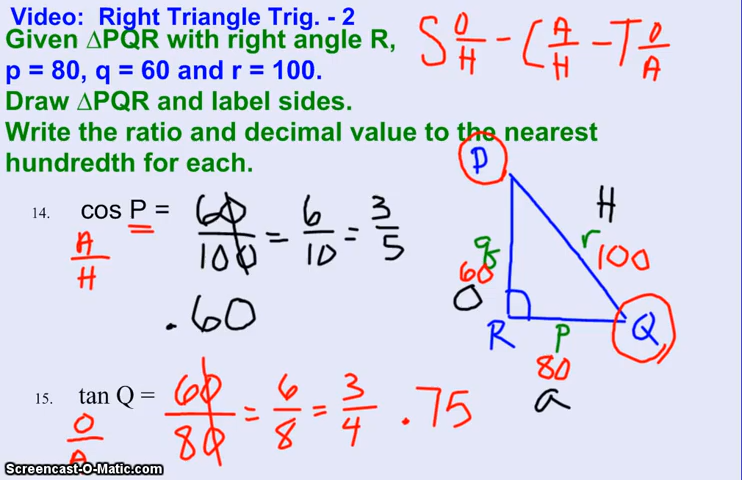 Video: Right Triangle Trig. - 2
Given △PQR with right angle R,
p = 80, q = 60 and r = 100.
Draw △PQR and label sides.
Write the ratio and decimal value to the nearest
hundredth for each.
S O/H - C A/H - T O/A
14. cos P = 60/100 = 6/10 = 3/5
A/H
.60
15. tan Q = 60/80 = 6/8 = 3/4 .75
O/A
P
H
q
60
O
r
100
R
P
Q
80
a
Screencast-O-Matic.com